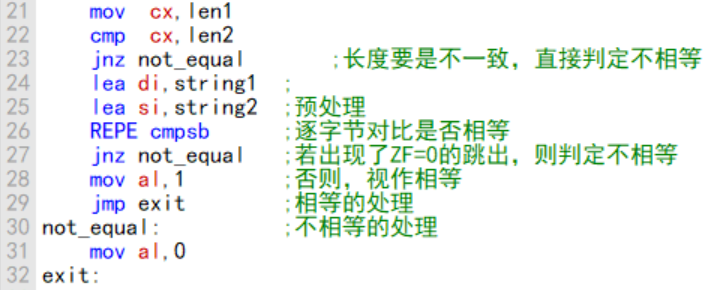 21 mov cx,len1
22 cmp cx,len2
23 jnz not_equal ;长度要是不一致，直接判定不相等
24 lea di,string1 ;
25 lea si,string2 ;预处理
26 REPE cmpsb ;逐字节对比是否相等
27 jnz not_equal ;若出现了ZF=0的跳出，则判定不相等
28 mov al,1 ;否则，视作相等
29 jmp exit ;相等的处理
30 not_equal: ;不相等的处理
31 mov al,0
32 exit: